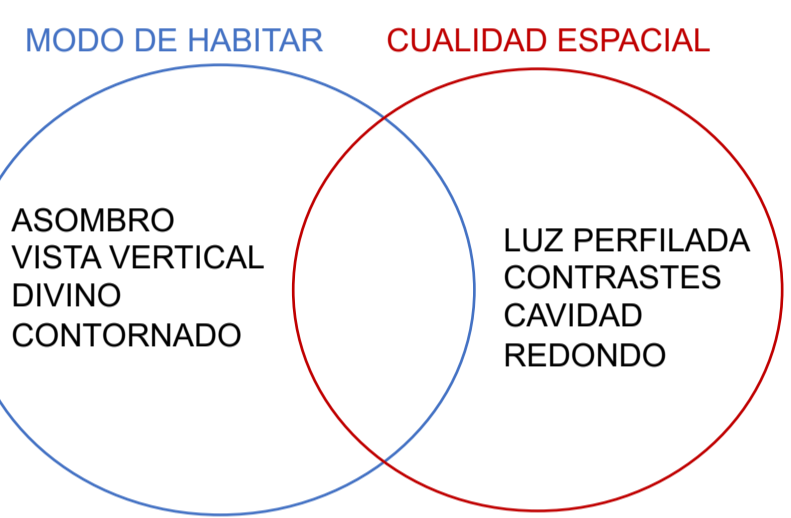 MODO DE HABITAR
CUALIDAD ESPACIAL
ASOMBRO
VISTA VERTICAL
DIVINO
CONTORNADO
LUZ PERFILADA
CONTRASTES
CAVIDAD
REDONDO